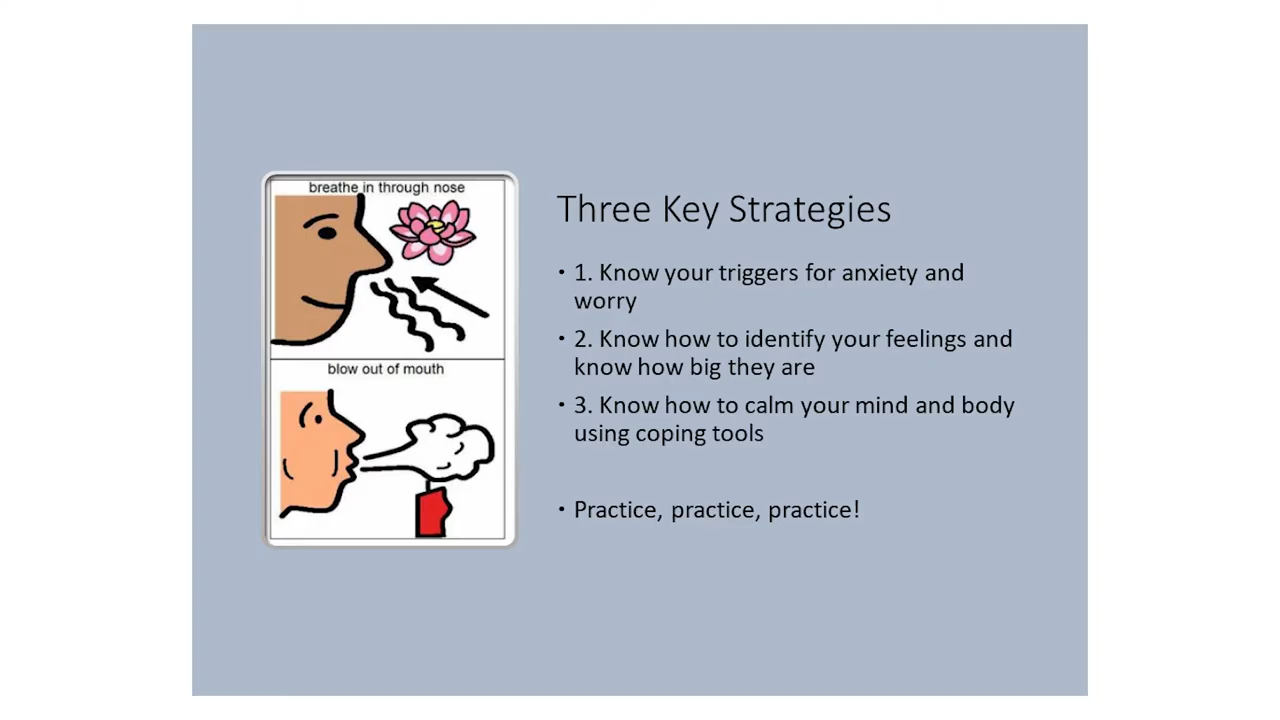 breathe in through nose
blow out of mouth
Three Key Strategies
• 1. Know your triggers for anxiety and
worry
• 2. Know how to identify your feelings and
know how big they are
• 3. Know how to calm your mind and body
using coping tools
• Practice, practice, practice!